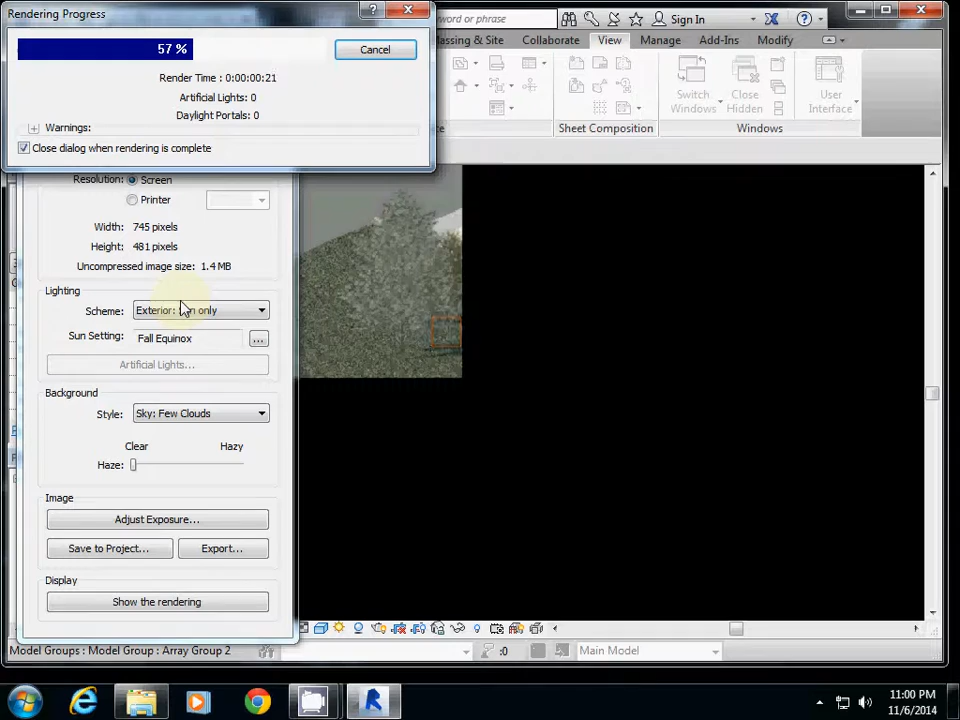 Rendering Progress
?
57 %
Cancel
Render Time : 0:00:00:21
Artificial Lights: 0
Daylight Portals: 0
Warnings:
Close dialog when rendering is complete
keyword or phrase
Sign In
?
Massing & Site
Collaborate
View
Manage
Add-Ins
Modify
Switch
Windows
Close
Hidden
User
Interface
Sheet Composition
Windows
Resolution:
Screen
Printer
Width: 745 pixels
Height: 481 pixels
Uncompressed image size: 1.4 MB
Lighting
Scheme: Exterior: only
Sun Setting: Fall Equinox
...
Artificial Lights...
Background
Style: Sky: Few Clouds
Clear Hazy
Haze:
Image
Adjust Exposure...
Save to Project...
Export...
Display
Show the rendering
Model Groups : Model Group : Array Group 2
:0
Main Model
11:00 PM
11/6/2014